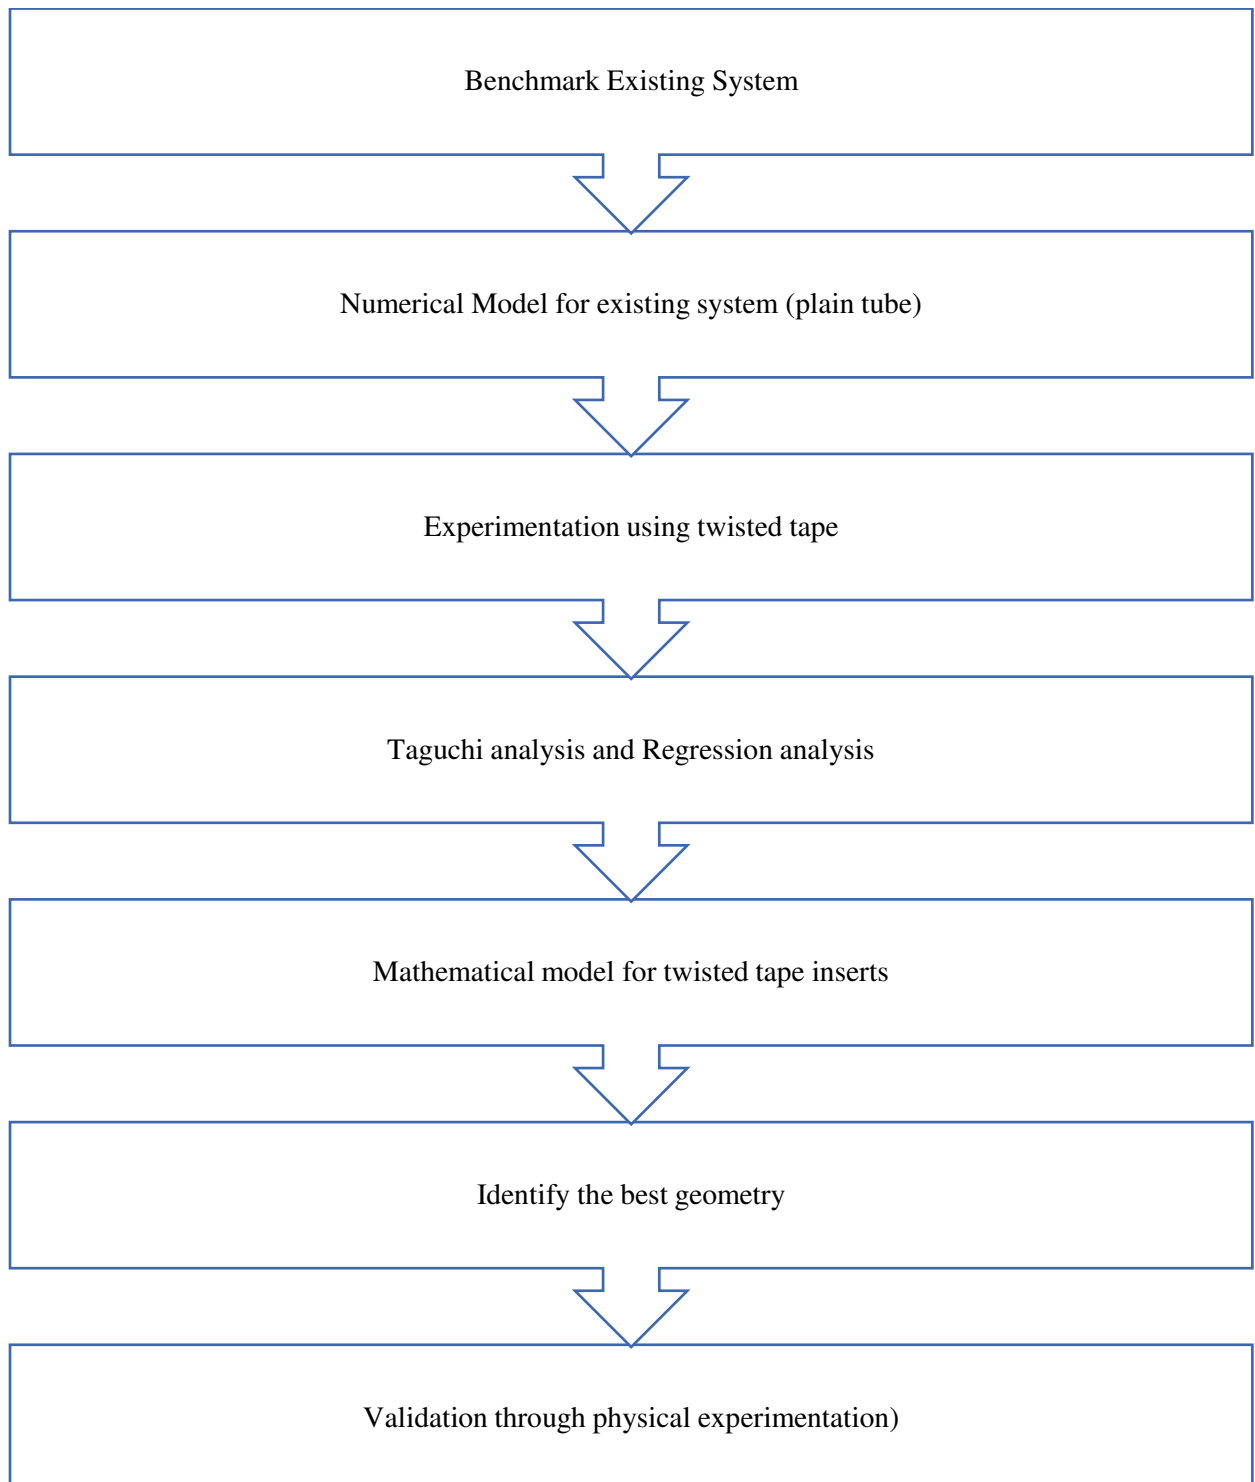 Benchmark Existing System
Numerical Model for existing system (plain tube)
Experimentation using twisted tape
Taguchi analysis and Regression analysis
Mathematical model for twisted tape inserts
Identify the best geometry
Validation through physical experimentation)